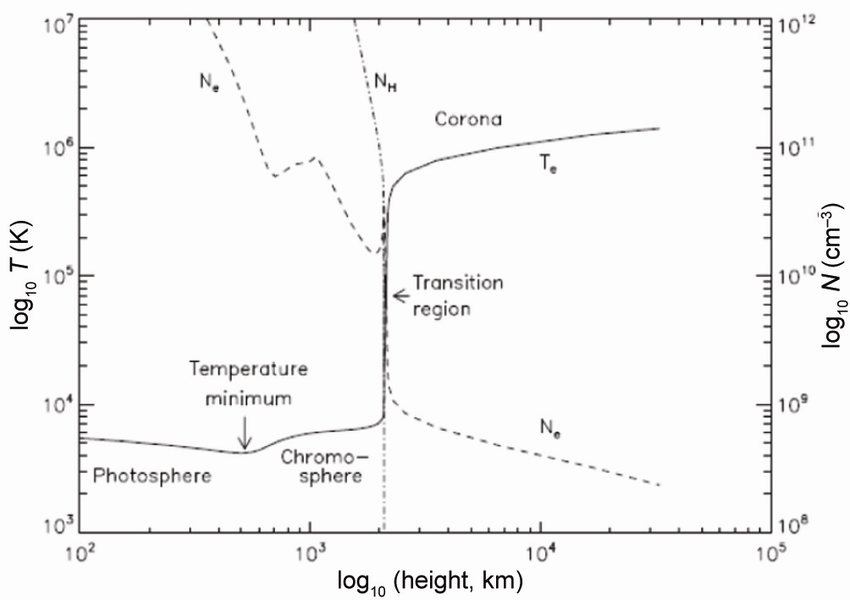 10⁷
10¹²
Nₑ
N_H
Corona
10⁶
10¹¹
Tₑ
log₁₀ T (K)
log₁₀ N (cm⁻³)
10⁵
10¹⁰
Transition
region
Temperature
minimum
10⁴
10⁹
Nₑ
Chromo–
sphere
Photosphere
10³
10⁸
10²
10³
10⁴
10⁵
log₁₀ (height, km)